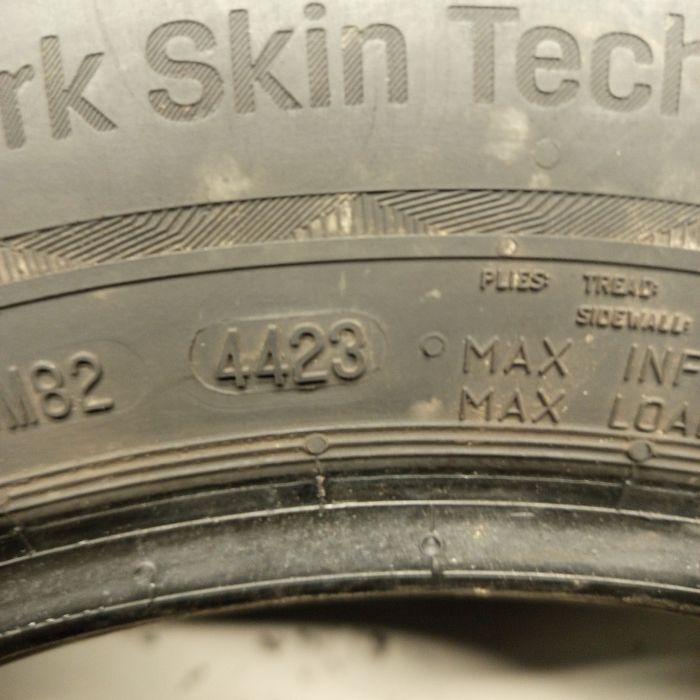 rk Skin Tech
PLIES: TREAD:
SIDEWALL:
M82 4423 MAX INF
MAX LOA